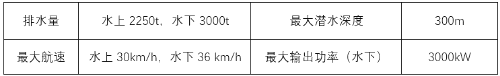 排水量 水上 2250t，水下 3000t 最大潜水深度 300m
最大航速 水上 30km/h，水下 36 km/h 最大输出功率（水下） 3000kW